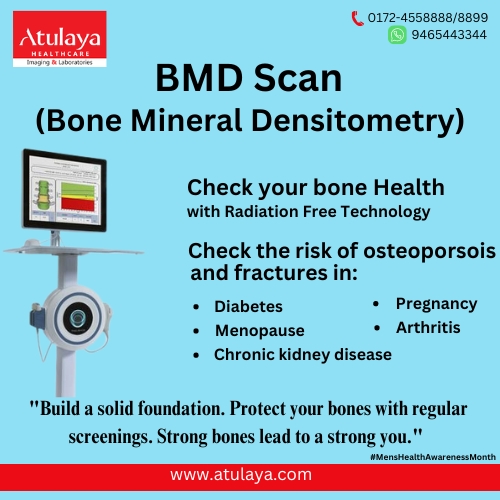 Atulaya
HEALTHCARE
Imaging & Laboratories
0172-4558888/8899
9465443344
BMD Scan
(Bone Mineral Densitometry)
Check your bone Health
with Radiation Free Technology
Check the risk of osteoporsois
and fractures in:
• Diabetes
• Menopause
• Chronic kidney disease
• Pregnancy
• Arthritis
"Build a solid foundation. Protect your bones with regular
screenings. Strong bones lead to a strong you."
#MensHealthAwarenessMonth
www.atulaya.com